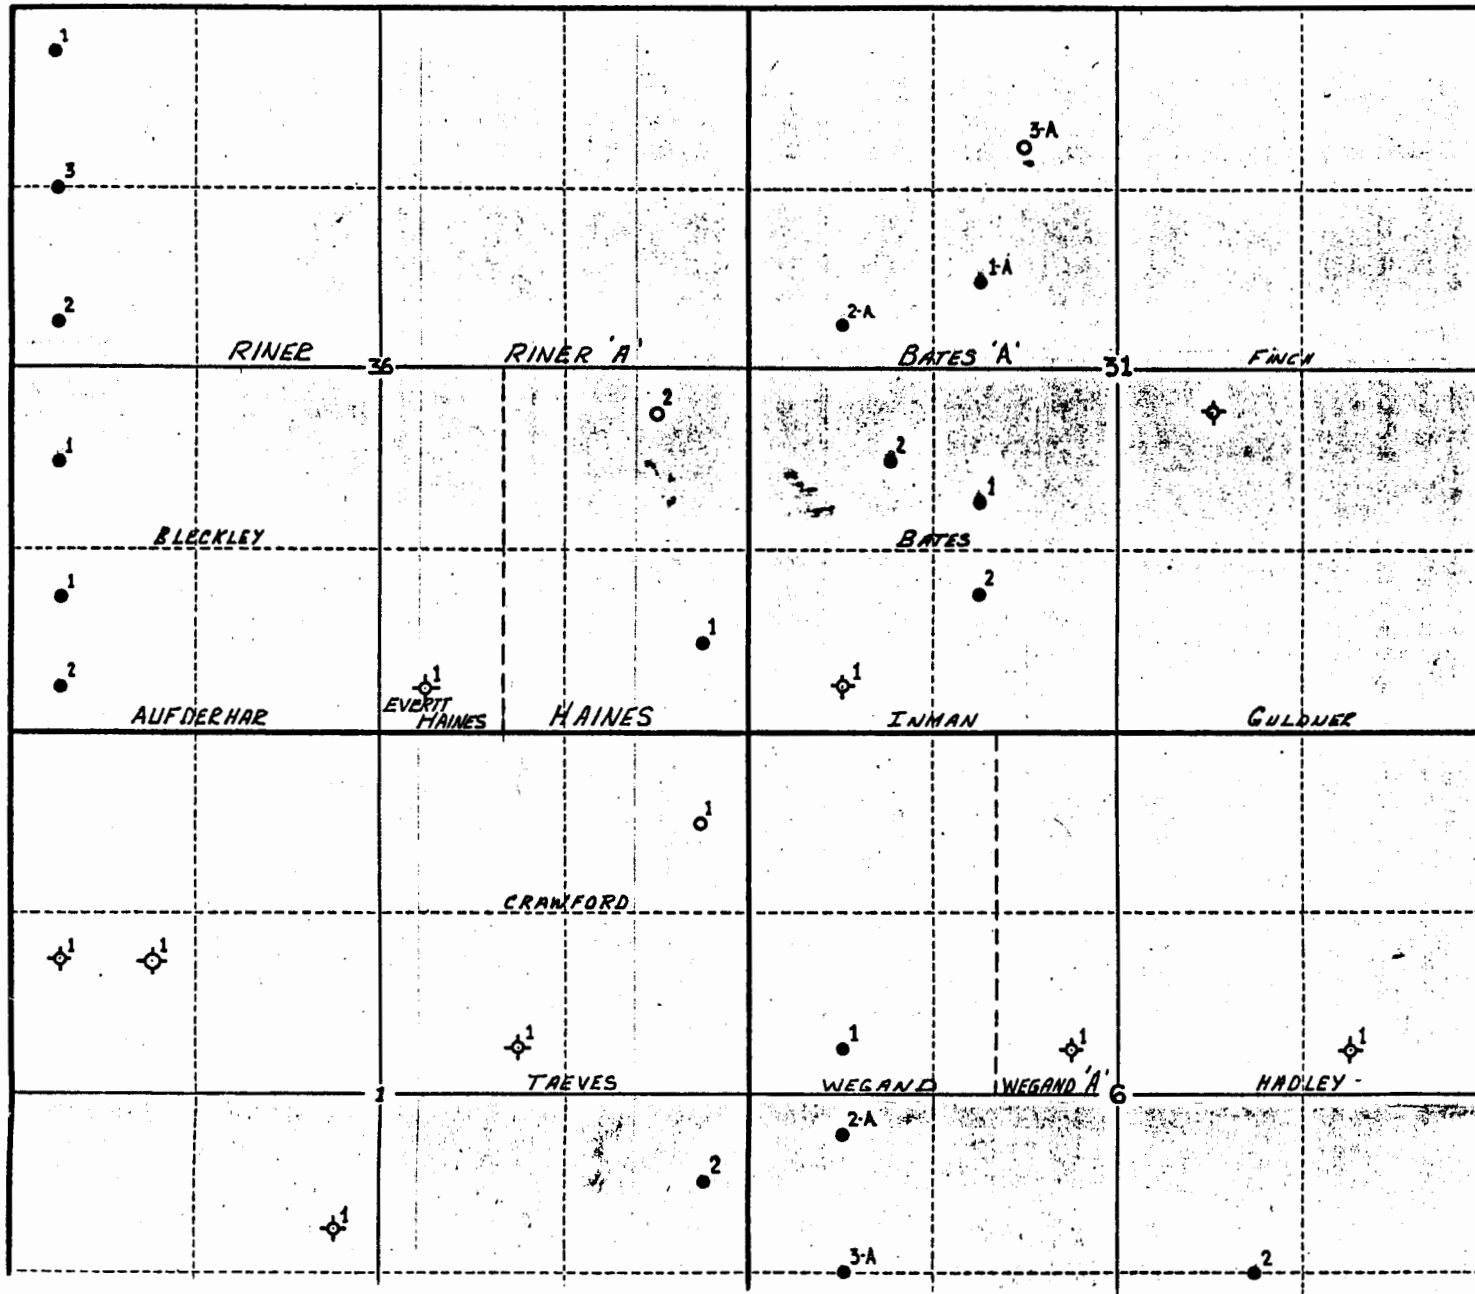 1
3-A
3
1-A
2
2-A
RINER
36
RINER 'A'
BATES 'A'
31
FINCH
2
1
2
1
BLECKLEY
BATES
1
2
1
2
1
1
EVERTT
HAINES
AUFDERHAR
HAINES
INMAN
GULDNER
1
CRAWFORD
1
1
1
1
1
1
TAEVES
WEGAND
WEGAND 'A'
HADLEY
1
6
2-A
2
1
3-A
2